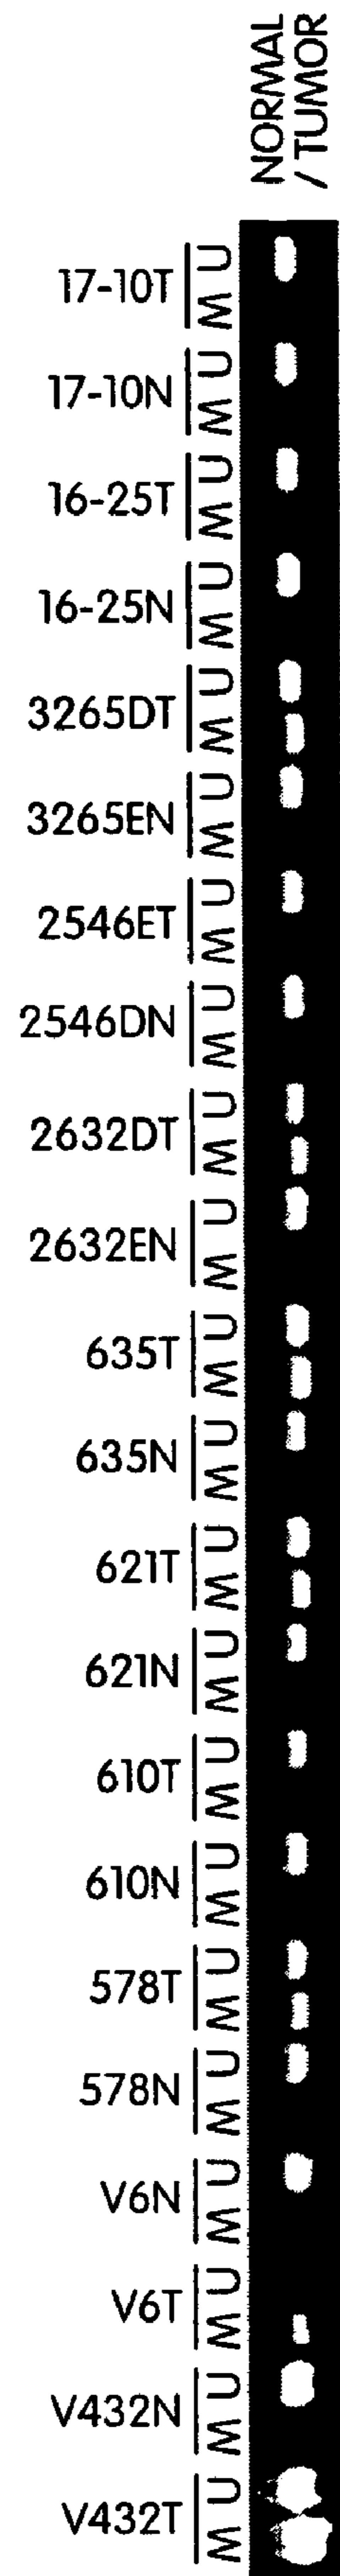 NORMAL
/ TUMOR
17-10T U M
17-10N U M
16-25T U M
16-25N U M
3265DT U M
3265EN U M
2546ET U M
2546DN U M
2632DT U M
2632EN U M
635T U M
635N U M
621T U M
621N U M
610T U M
610N U M
578T U M
578N U M
V6N U M
V6T U M
V432N U M
V432T U M